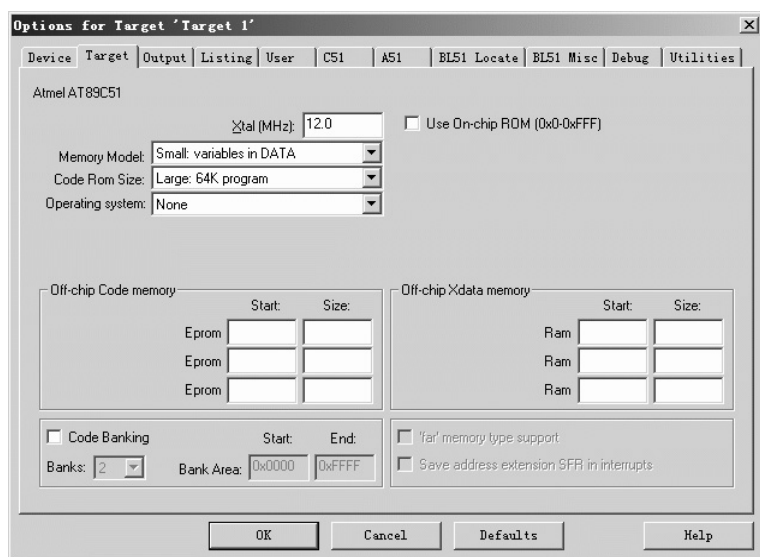 Options for Target 'Target 1'
Device Target Output Listing User C51 A51 BL51 Locate BL51 Misc Debug Utilities
Atmel AT89C51
Xtal (MHz): 12.0
Use On-chip ROM (0x0-0xFFF)
Memory Model: Small: variables in DATA
Code Rom Size: Large: 64K program
Operating system: None
Off-chip Code memory
Start: Size:
Eprom
Eprom
Eprom
Off-chip Xdata memory
Start: Size:
Ram
Ram
Ram
Code Banking Start: End:
Banks: 2 Bank Area: 0x0000 0xFFFF
'far' memory type support
Save address extension SFR in interrupts
OK Cancel Defaults Help